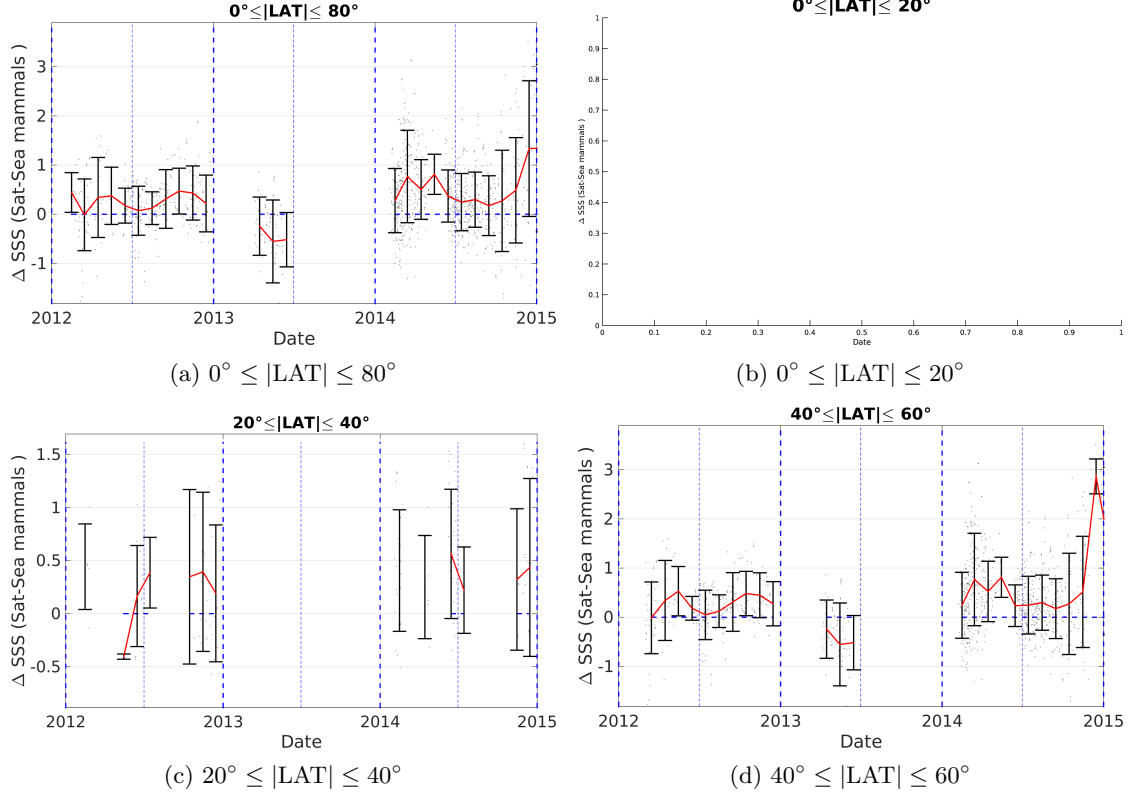 0°≤|LAT|≤ 80°
Δ SSS (Sat-Sea mammals )
3
2
1
0
-1
2012 2013 2014 2015
Date
(a) 0° ≤ |LAT| ≤ 80°
0°≤|LAT|≤ 20°
Δ SSS (Sat-Sea mammals )
1
0.9
0.8
0.7
0.6
0.5
0.4
0.3
0.2
0.1
0
0 0.1 0.2 0.3 0.4 0.5 0.6 0.7 0.8 0.9 1
Date
(b) 0° ≤ |LAT| ≤ 20°
20°≤|LAT|≤ 40°
Δ SSS (Sat-Sea mammals )
1.5
1
0.5
0
-0.5
2012 2013 2014 2015
Date
(c) 20° ≤ |LAT| ≤ 40°
40°≤|LAT|≤ 60°
Δ SSS (Sat-Sea mammals )
3
2
1
0
-1
2012 2013 2014 2015
Date
(d) 40° ≤ |LAT| ≤ 60°